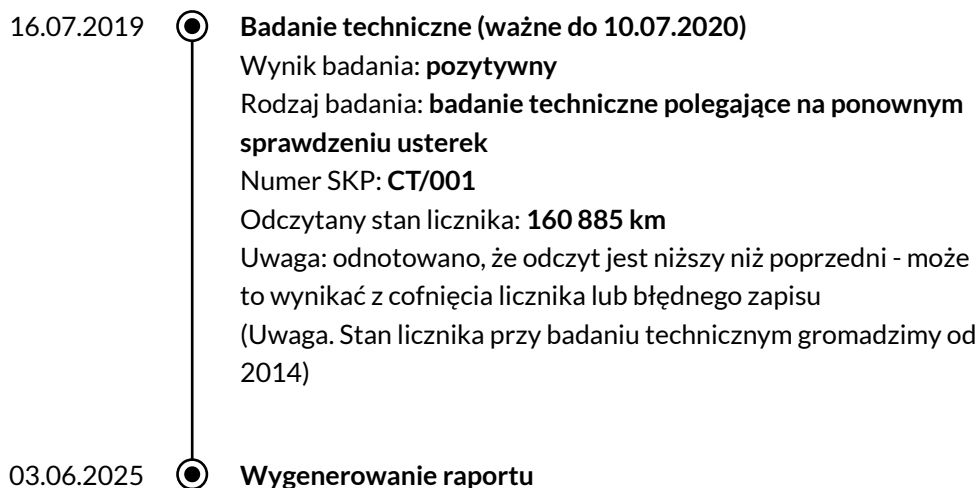 16.07.2019 Badanie techniczne (ważne do 10.07.2020)
Wynik badania: pozytywny
Rodzaj badania: badanie techniczne polegające na ponownym
sprawdzeniu usterek
Numer SKP: CT/001
Odczytany stan licznika: 160 885 km
Uwaga: odnotowano, że odczyt jest niższy niż poprzedni - może
to wynikać z cofnięcia licznika lub błędnego zapisu
(Uwaga. Stan licznika przy badaniu technicznym gromadzimy od
2014)
03.06.2025 Wygenerowanie raportu